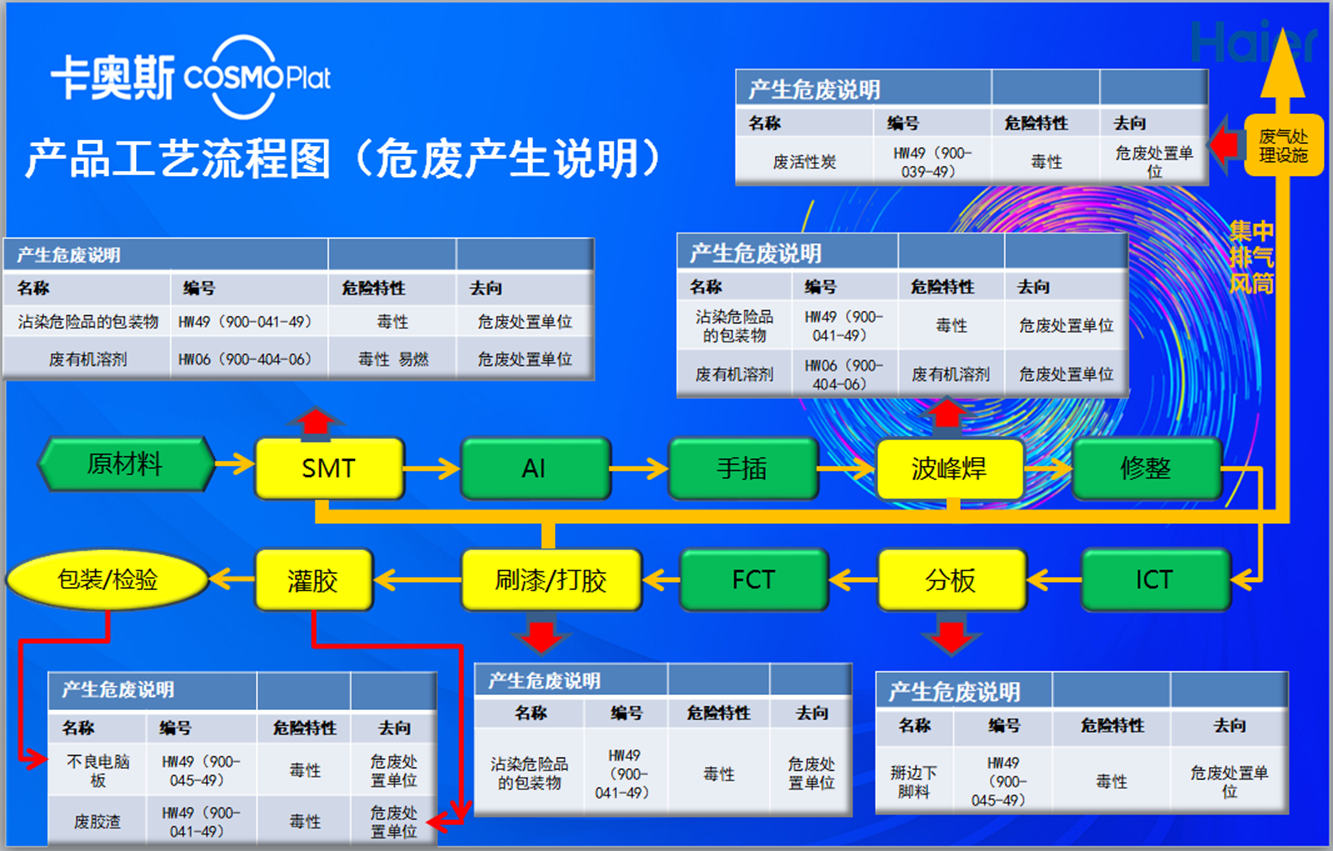 Haier
卡奥斯 COSMOPlat
产品工艺流程图（危废产生说明）
产生危废说明
名称 编号 危险特性 去向
废活性炭 HW49（900-
039-49） 毒性 危废处置单
位
废气处
理设施
集中
排气
风筒
产生危废说明
名称 编号 危险特性 去向
沾染危险品的包装物 HW49（900-041-49） 毒性 危废处置单位
废有机溶剂 HW06（900-404-06） 毒性 易燃 危废处置单位
产生危废说明
名称 编号 危险特性 去向
沾染危险品
的包装物 HW49（900-
041-49） 毒性 危废处置单位
废有机溶剂 HW06（900-
404-06） 废有机溶剂 危废处置单位
原材料 SMT AI 手插 波峰焊 修整
包装/检验 灌胶 刷漆/打胶 FCT 分板 ICT
产生危废说明
名称 编号 危险特性 去向
不良电脑
板 HW49（900-
045-49） 毒性 危废处
置单位
废胶渣 HW49（900-
041-49） 毒性 危废处
置单位
产生危废说明
名称 编号 危险特性 去向
沾染危险品
的包装物 HW49
（900-
041-49） 毒性 危废处
置单位
产生危废说明
名称 编号 危险特性 去向
掰边下
脚料 HW49
（900-
045-49） 毒性 危废处置单
位